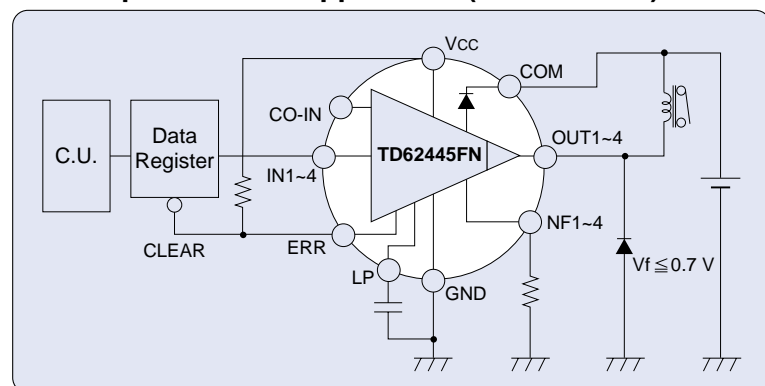 Vcc
COM
CO-IN
C.U.
Data
Register
TD62445FN
OUT1~4
IN1~4
CLEAR
ERR
LP
GND
NF1~4
Vf ≦ 0.7 V